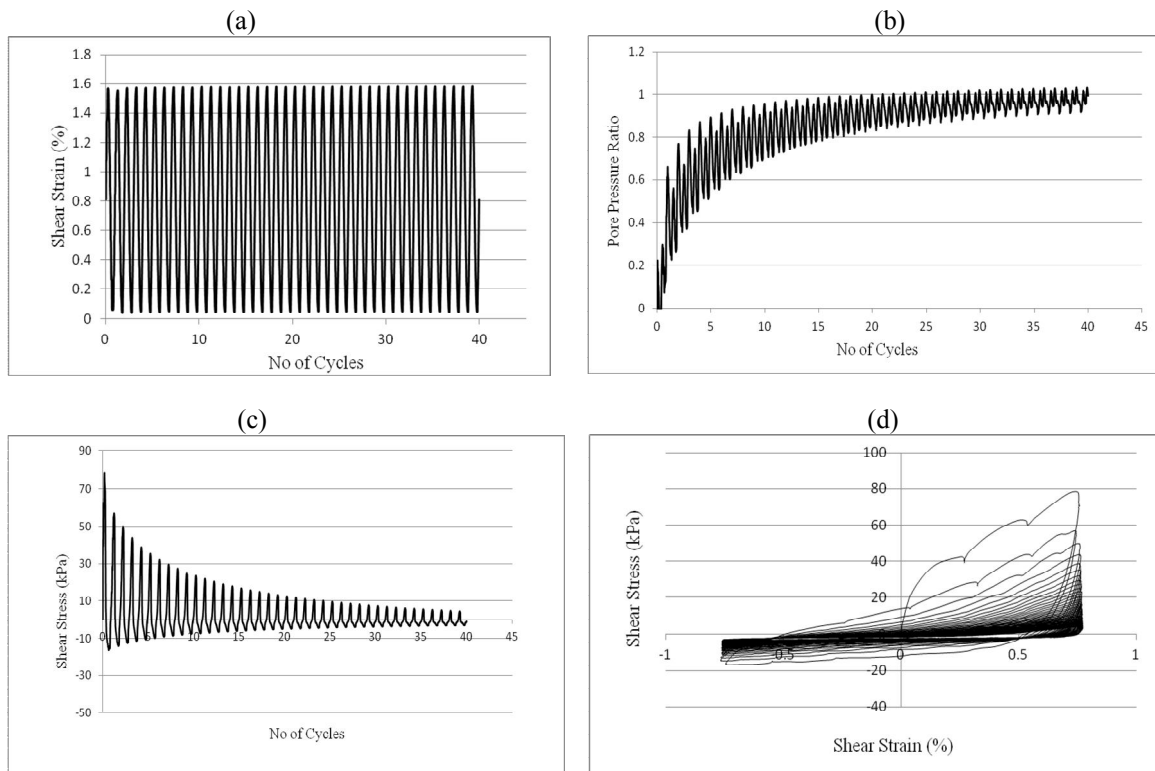 (a)
1.8
1.6
1.4
1.2
1
0.8
0.6
0.4
0.2
0
Shear Strain (%)
0 10 20 30 40
No of Cycles
(b)
1.2
1
0.8
0.6
0.4
0.2
0
Pore Pressure Ratio
0 5 10 15 20 25 30 35 40 45
No of Cycles
(c)
90
70
50
30
10
-10
-30
-50
Shear Stress (kPa)
0 5 10 15 20 25 30 35 40 45
No of Cycles
(d)
100
80
60
40
20
0
-20
-40
Shear Stress (kPa)
-1 -0.5 0 0.5 1
Shear Strain (%)